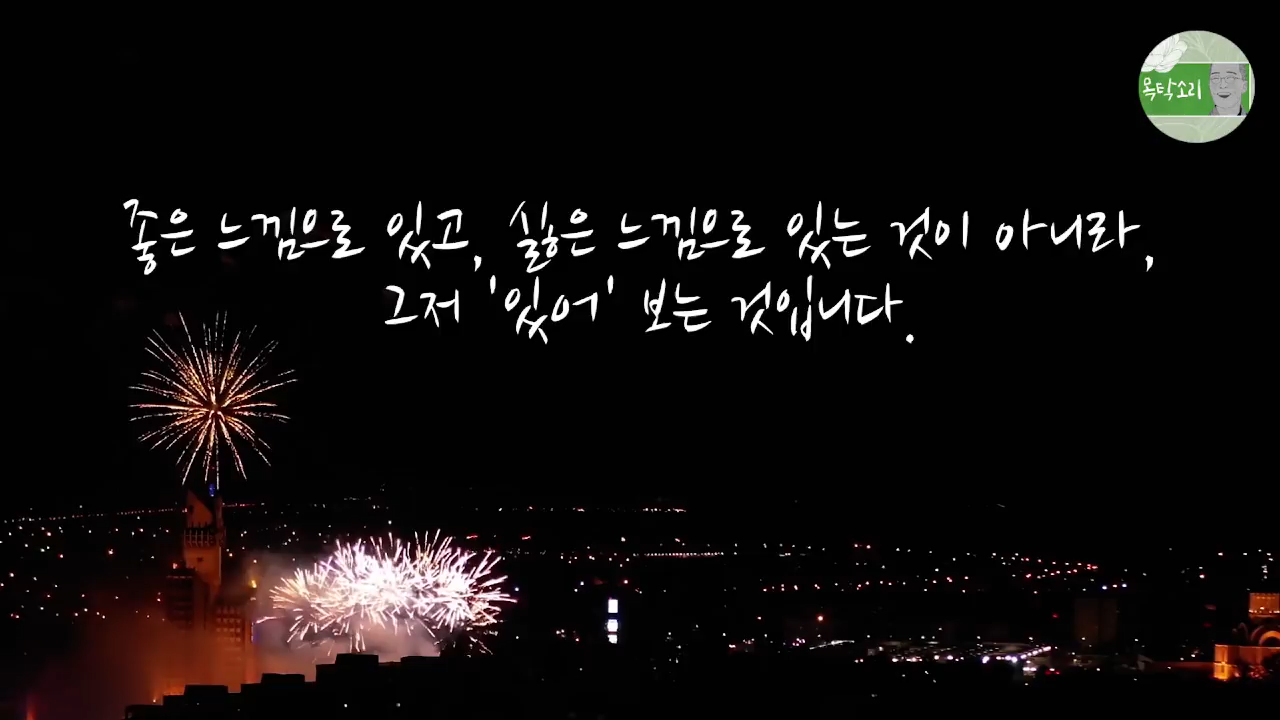 목탁소리
좋은 느낌으로 있고, 싫은 느낌으로 있는 것이 아니라,
그저 '있어' 보는 것입니다.